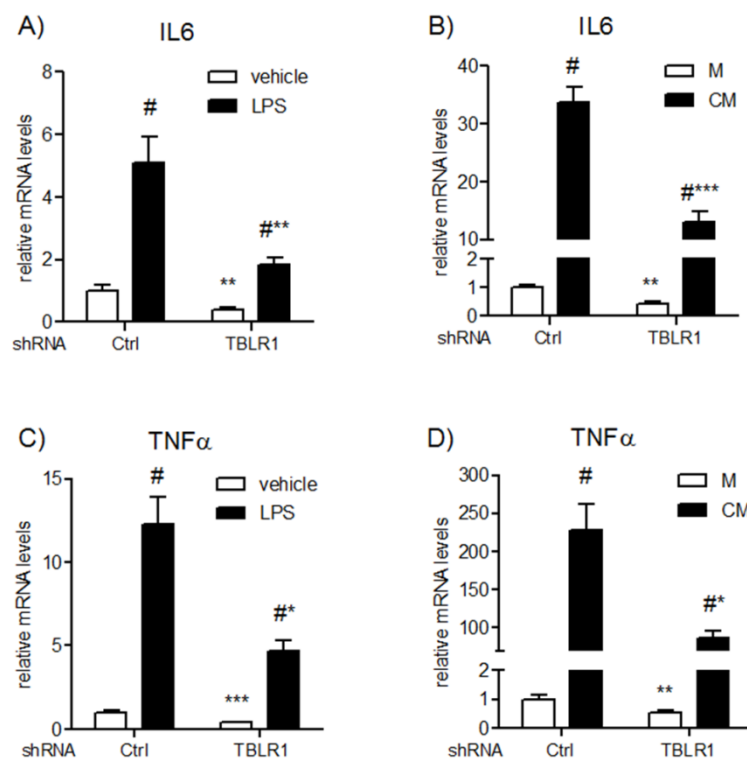 A)
IL6
vehicle
LPS
relative mRNA levels
8
6
4
2
0
#
**
#**
shRNA Ctrl TBLR1
B)
IL6
M
CM
relative mRNA levels
40
30
20
10
2
1
0
#
**
#***
shRNA Ctrl TBLR1
C)
TNFα
vehicle
LPS
relative mRNA levels
15
10
5
0
#
***
#*
shRNA Ctrl TBLR1
D)
TNFα
M
CM
relative mRNA levels
300
250
200
150
100
2
1
0
#
**
#*
shRNA Ctrl TBLR1